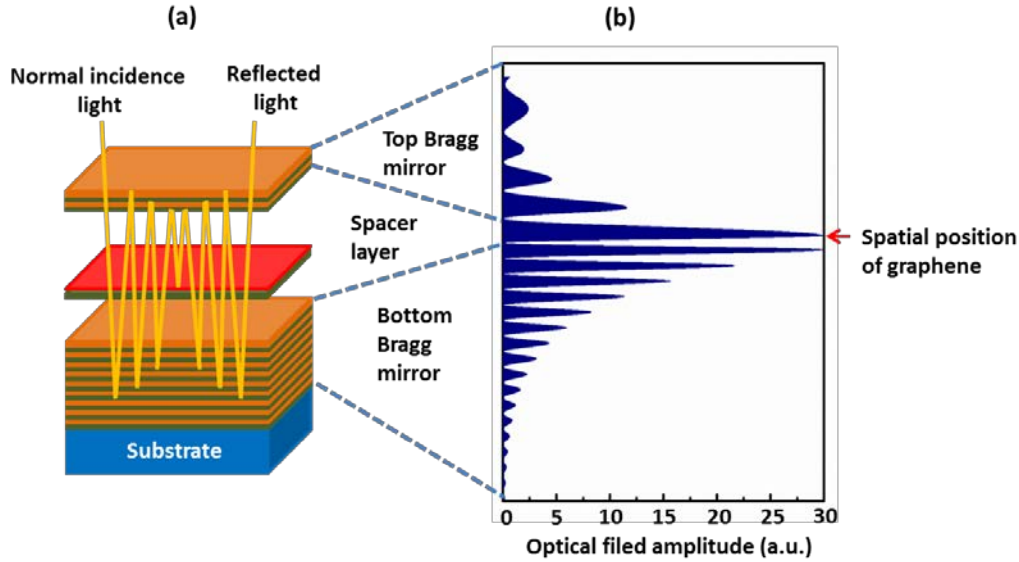 (a)
(b)
Normal incidence
light
Reflected
light
Top Bragg
mirror
Spacer
layer
Bottom
Bragg
mirror
Substrate
Spatial position
of graphene
0 5 10 15 20 25 30
Optical filed amplitude (a.u.)